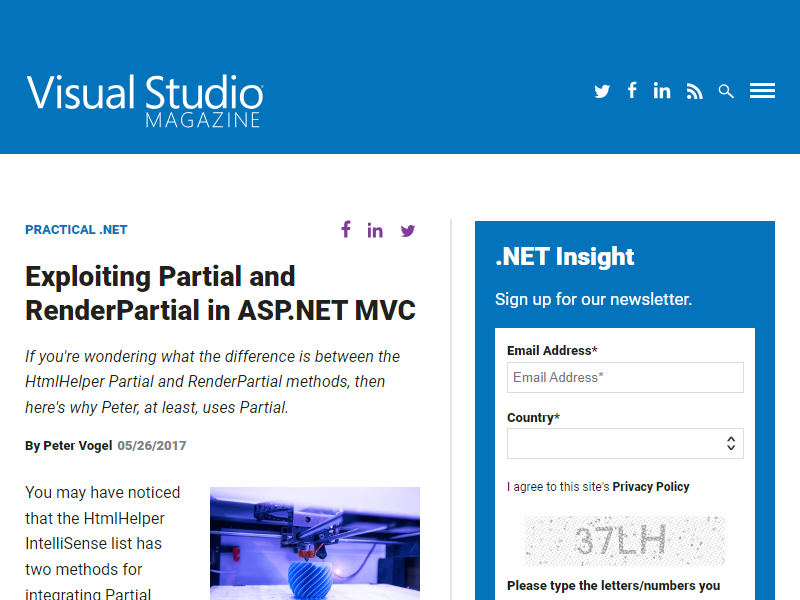 Visual Studio
MAGAZINE
PRACTICAL .NET
Exploiting Partial and
RenderPartial in ASP.NET MVC
If you're wondering what the difference is between the
HtmlHelper Partial and RenderPartial methods, then
here's why Peter, at least, uses Partial.
By Peter Vogel 05/26/2017
You may have noticed
that the HtmlHelper
IntelliSense list has
two methods for
integrating Partial
.NET Insight
Sign up for our newsletter.
Email Address*
Email Address*
Country*
I agree to this site's Privacy Policy
37LH
Please type the letters/numbers you